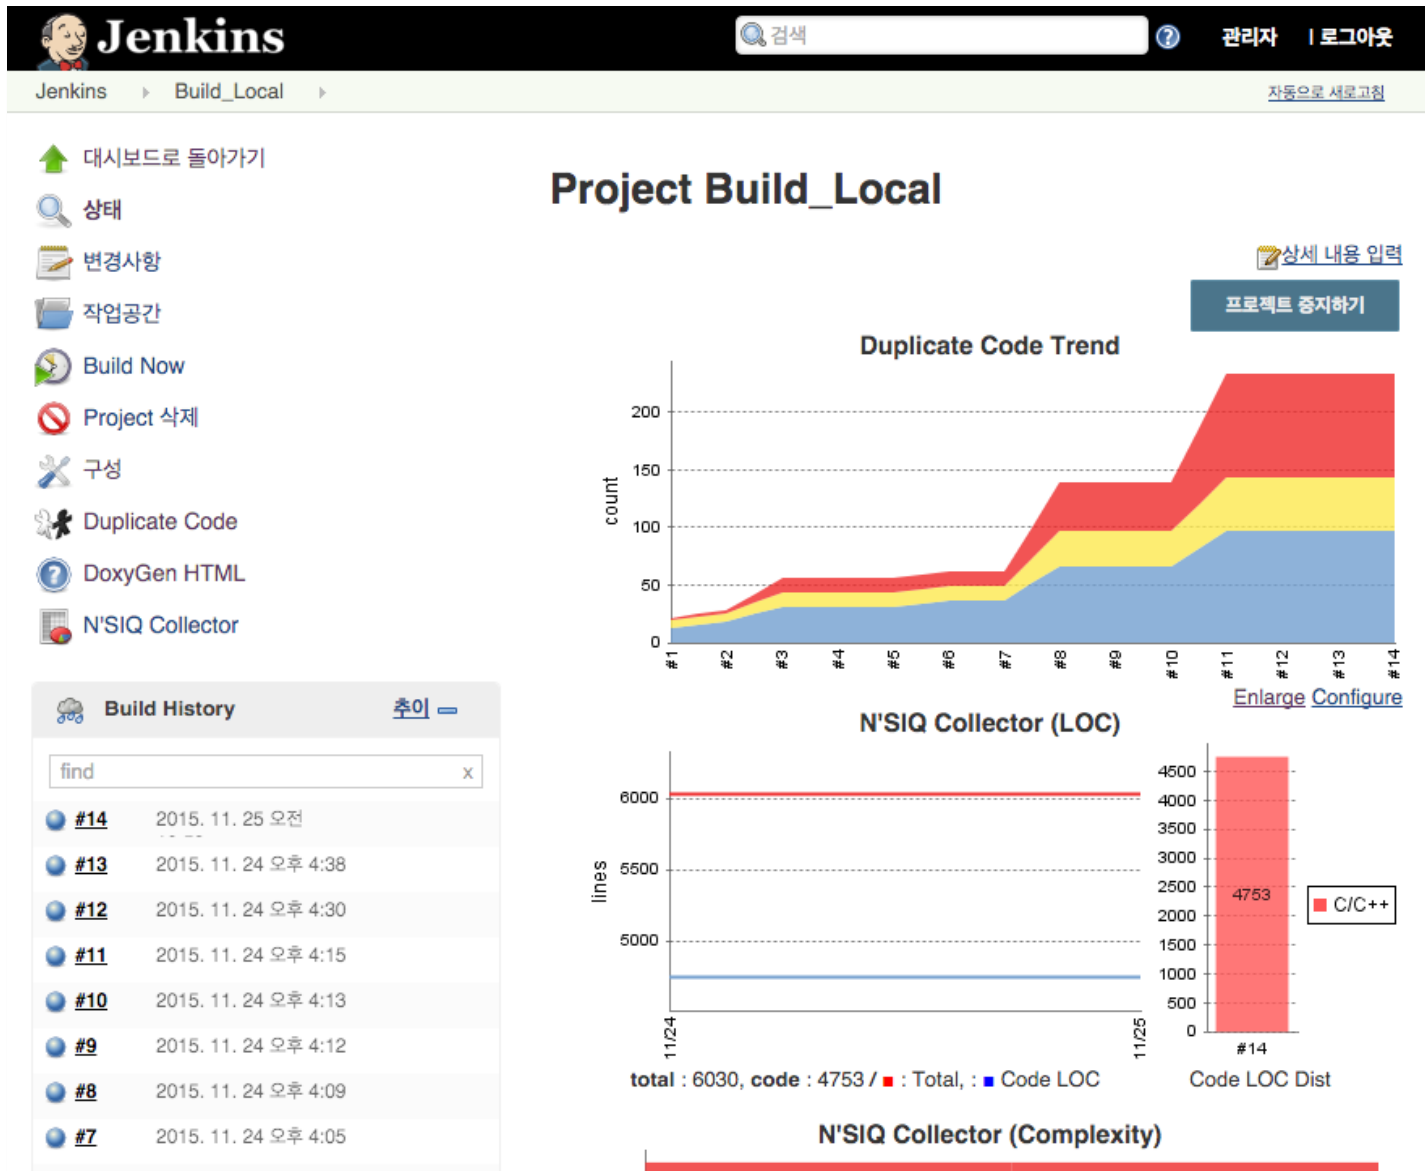 Jenkins
검색
관리자 | 로그아웃
Jenkins Build_Local
자동으로 새로고침
대시보드로 돌아가기
상태
변경사항
작업공간
Build Now
Project 삭제
구성
Duplicate Code
DoxyGen HTML
N'SIQ Collector
Build History 추이
find x
#14 2015. 11. 25 오전
#13 2015. 11. 24 오후 4:38
#12 2015. 11. 24 오후 4:30
#11 2015. 11. 24 오후 4:15
#10 2015. 11. 24 오후 4:13
#9 2015. 11. 24 오후 4:12
#8 2015. 11. 24 오후 4:09
#7 2015. 11. 24 오후 4:05
Project Build_Local
상세 내용 입력
프로젝트 중지하기
Duplicate Code Trend
count
200
150
100
50
0
#1 #2 #3 #4 #5 #6 #7 #8 #9 #10 #11 #12 #13 #14
Enlarge Configure
N'SIQ Collector (LOC)
lines
6000
5500
5000
11/24 11/25
total : 6030, code : 4753 / : Total, : Code LOC
4500
4000
3500
3000
2500
2000
1500
1000
500
0
4753
C/C++
#14
Code LOC Dist
N'SIQ Collector (Complexity)